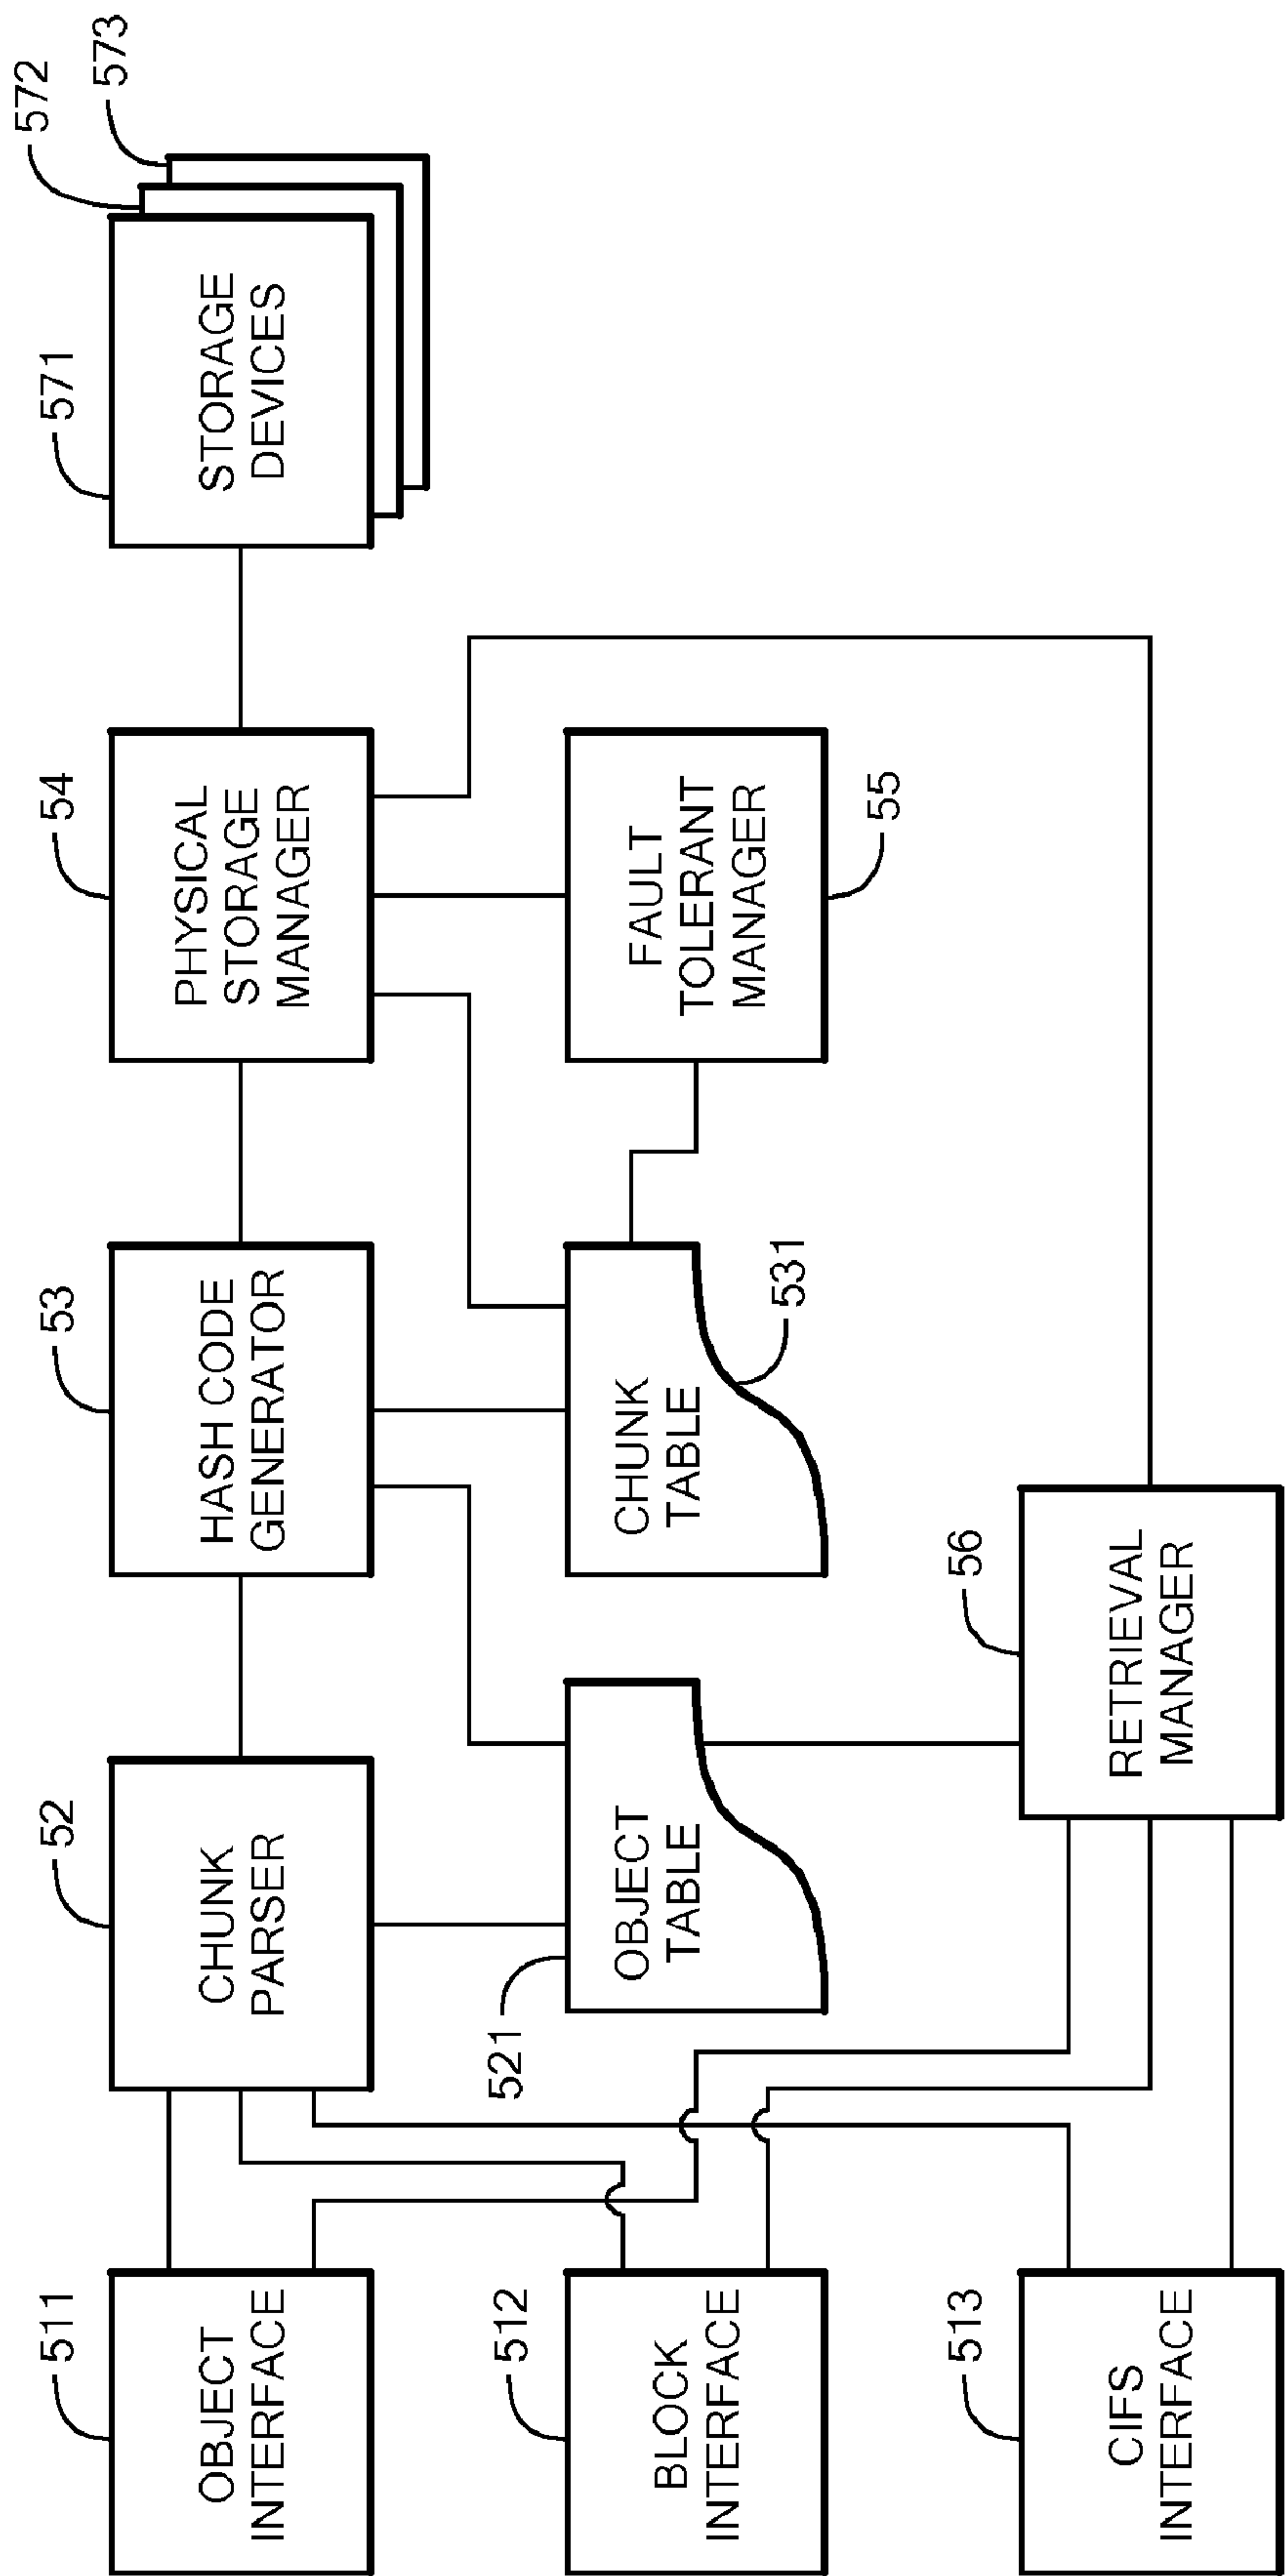 511
OBJECT
INTERFACE
52
CHUNK
PARSER
53
HASH CODE
GENERATOR
54
PHYSICAL
STORAGE
MANAGER
571
572
573
STORAGE
DEVICES
512
BLOCK
INTERFACE
521
OBJECT
TABLE
CHUNK
TABLE
531
FAULT
TOLERANT
MANAGER
55
513
CIFS
INTERFACE
56
RETRIEVAL
MANAGER